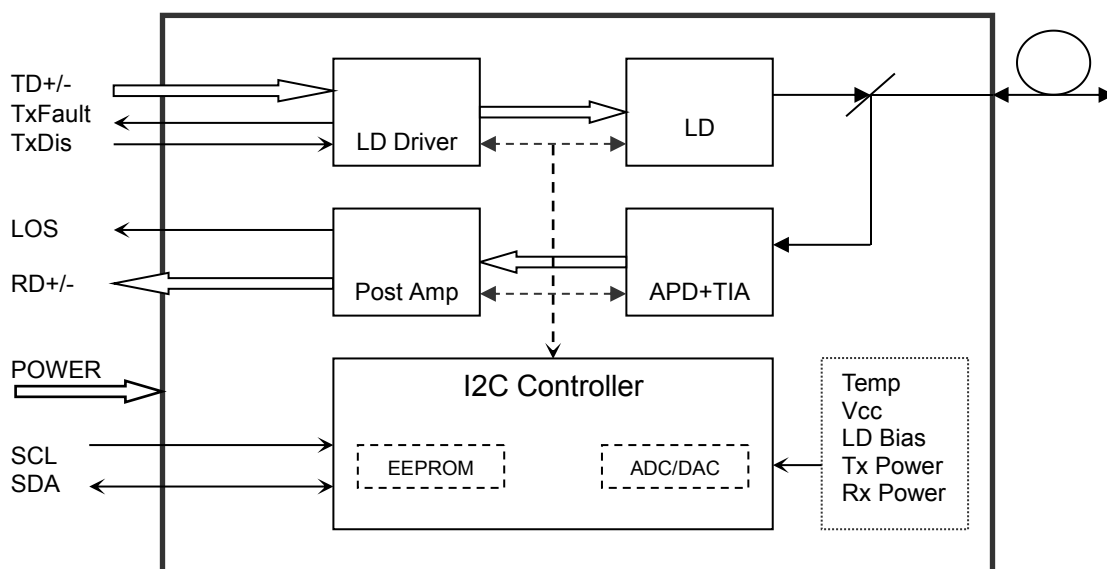 TD+/-
TxFault
TxDis
LD Driver
LD
LOS
RD+/-
Post Amp
APD+TIA
POWER
I2C Controller
SCL
SDA
EEPROM
ADC/DAC
Temp
Vcc
LD Bias
Tx Power
Rx Power